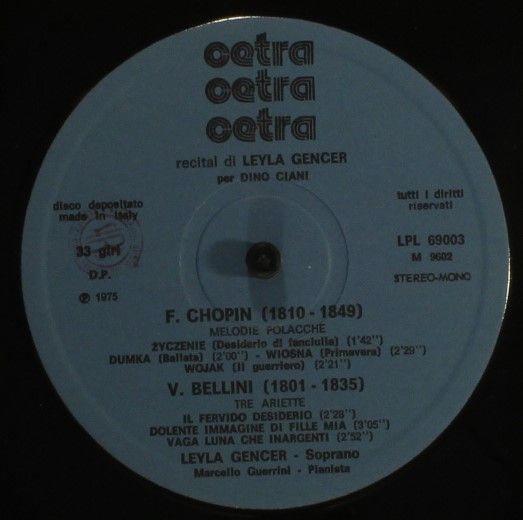 cetra
cetra
cetra
recital di LEYLA GENCER
per DINO CIANI
disco depositato
made in Italy
33 giri
D.P.
℗ 1975
tutti i diritti
riservati
LPL 69003
M 9602
STEREO-MONO
F. CHOPIN (1810 - 1849)
MELODIE POLACCHE
ŻYCZENIE (Desiderio di fanciulla) (1'42'')
DUMKA (Ballata) (2'00'') - WIOSNA (Primavera) (2'29'')
WOJAK (Il guerriero) (2'21'')
V. BELLINI (1801 - 1835)
TRE ARIETTE
IL FERVIDO DESIDERIO (2'28'')
DOLENTE IMMAGINE DI FILLE MIA (3'05'')
VAGA LUNA CHE INARGENTI (2'52'')
LEYLA GENCER - Soprano
Marcello Guerrini - Pianista